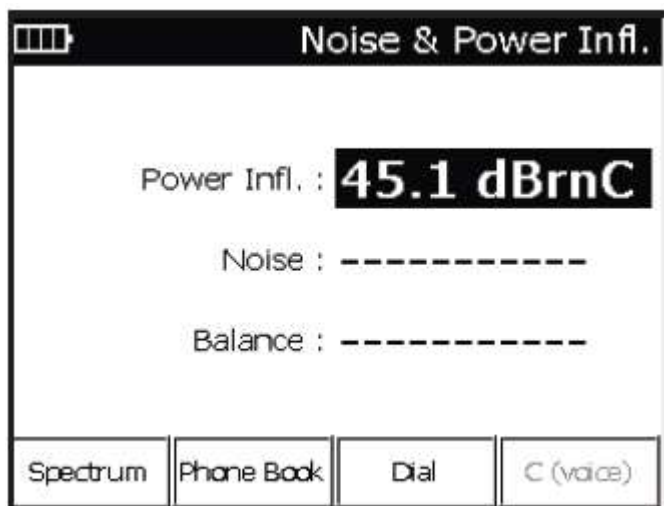 Noise & Power Infl.
Power Infl. : 45.1 dBrnC
Noise : -----------
Balance : -----------
Spectrum Phone Book Dial C (voice)